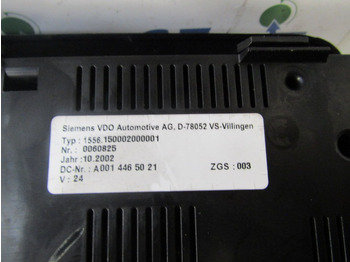 Siemens VDO Automotive AG, D-78052 VS-Villingen
Typ : 1556.150002000001
Nr. : 0060825
Jahr :10.2002
DC-Nr.: A 001 446 50 21 ZGS : 003
V : 24